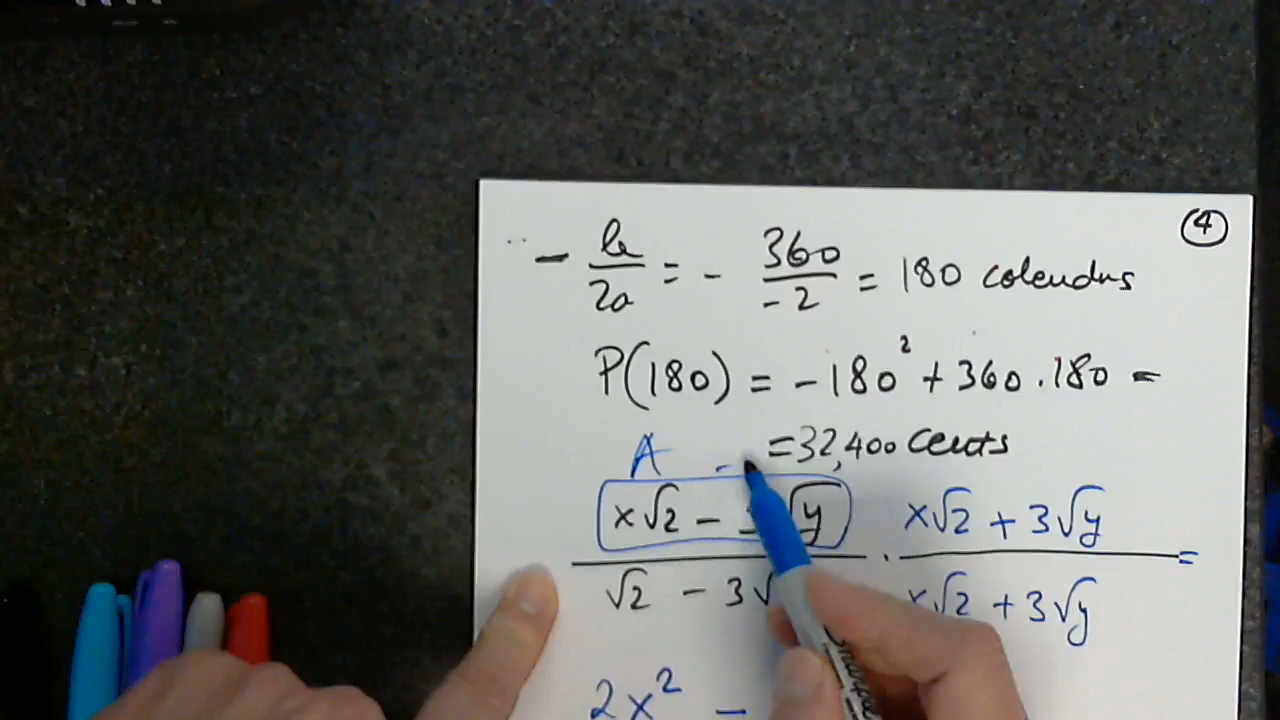 ④
- b/2a = - 360/-2 = 180 calendars
P(180) = -180² + 360 . 180 =
= 32,400 cents
A -
x√2 - √y . x√2 + 3√y =
√2 - 3√ x√2 + 3√y
2x² -
Sharpie